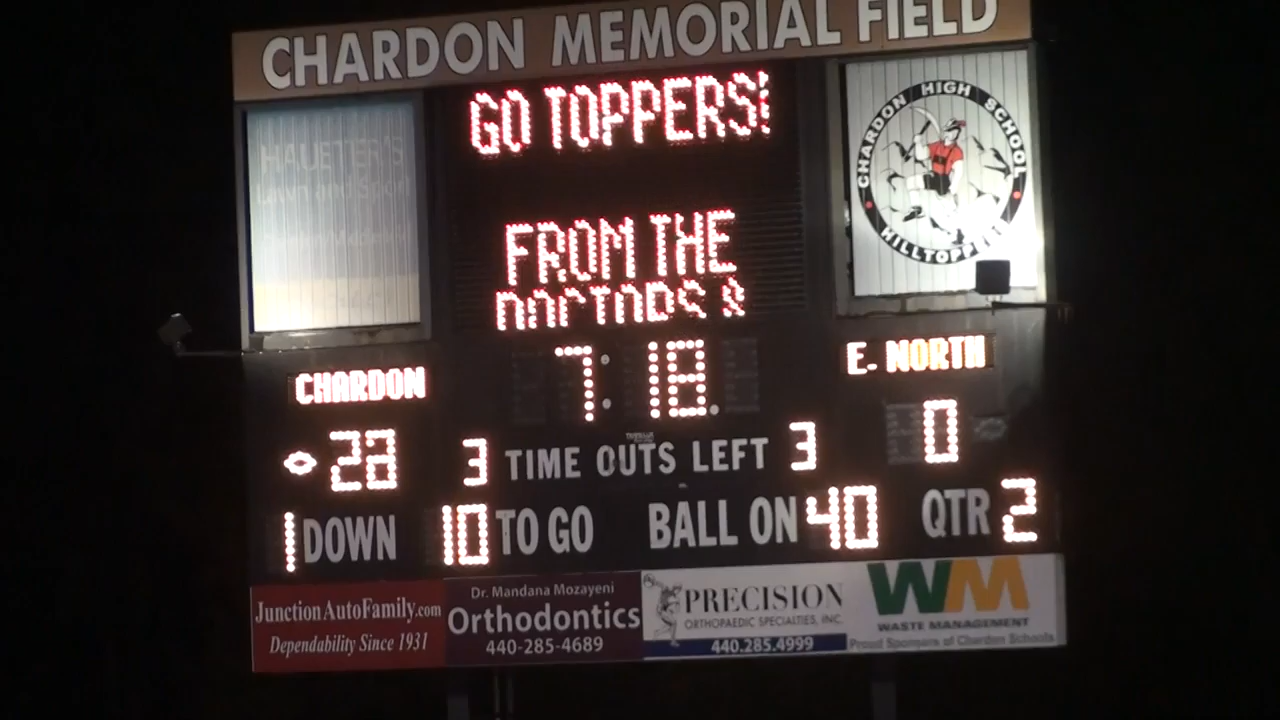 CHARDON MEMORIAL FIELD
GO TOPPERS!
FROM THE
CHARDON HIGH SCHOOL
HILLTOPPERS
7:18
CHARDON
E. NORTH
28
3 TIME OUTS LEFT 3
0
1 DOWN 10 TO GO BALL ON 40 QTR 2
JunctionAutoFamily.com
Dependability Since 1931
Dr. Mandana Mozayeni
Orthodontics
440-285-4689
PRECISION
ORTHOPAEDIC SPECIALTIES, INC.
440.285.4999
WM
WASTE MANAGEMENT
Proud Sponsors of Chardon Schools